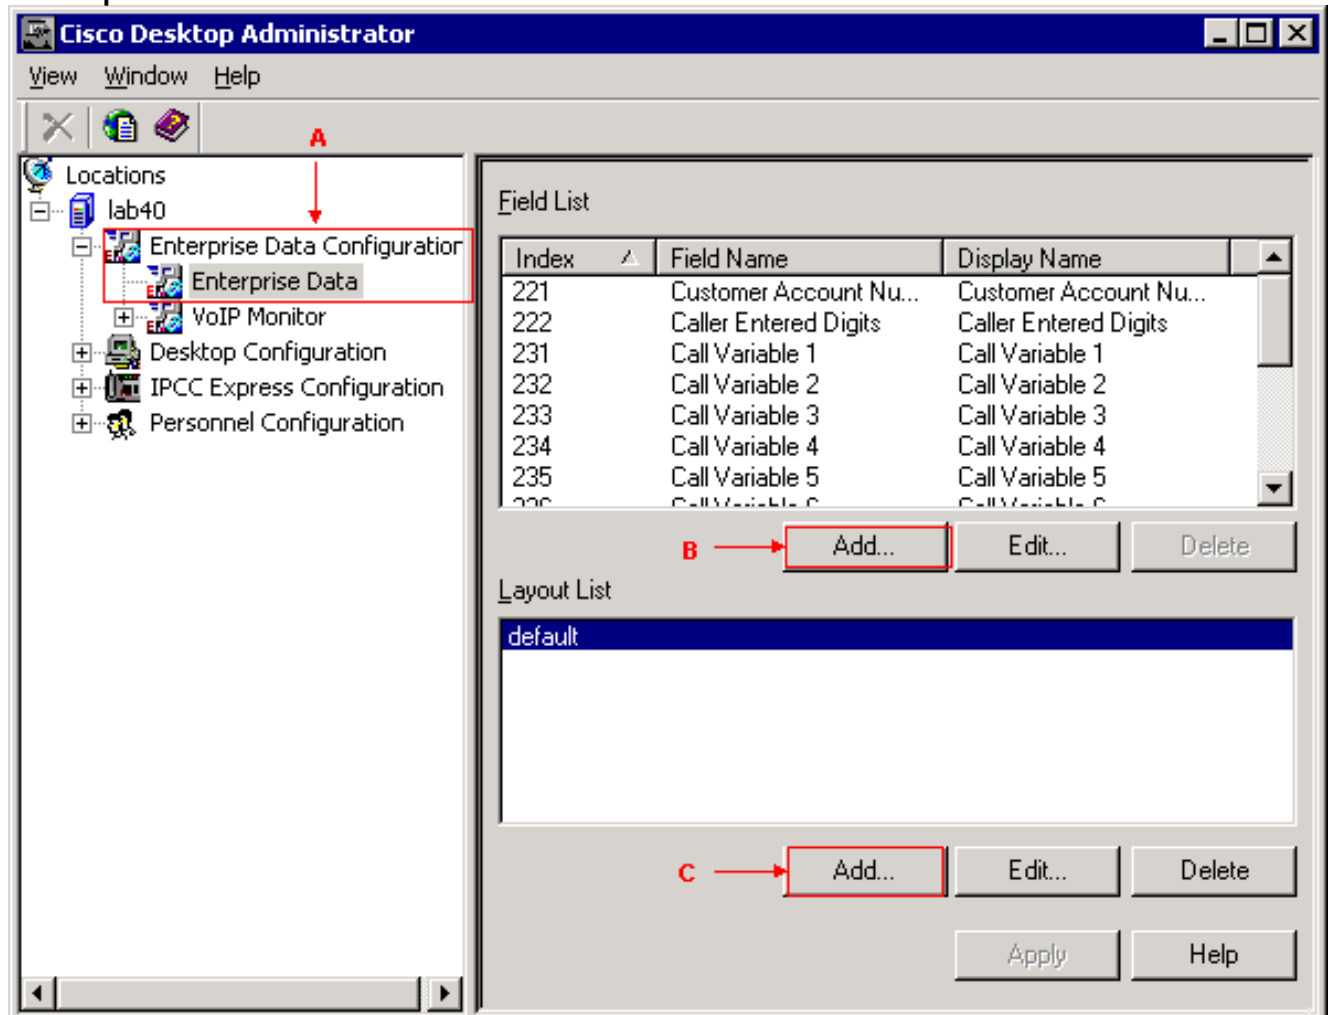 Cisco Desktop Administrator
View Window Help
A
Locations
lab40
Enterprise Data Configuration
Enterprise Data
VoIP Monitor
Desktop Configuration
IPCC Express Configuration
Personnel Configuration
Field List
Index Field Name Display Name
221 Customer Account Nu... Customer Account Nu...
222 Caller Entered Digits Caller Entered Digits
231 Call Variable 1 Call Variable 1
232 Call Variable 2 Call Variable 2
233 Call Variable 3 Call Variable 3
234 Call Variable 4 Call Variable 4
235 Call Variable 5 Call Variable 5
B Add... Edit... Delete
Layout List
default
C Add... Edit... Delete
Apply Help